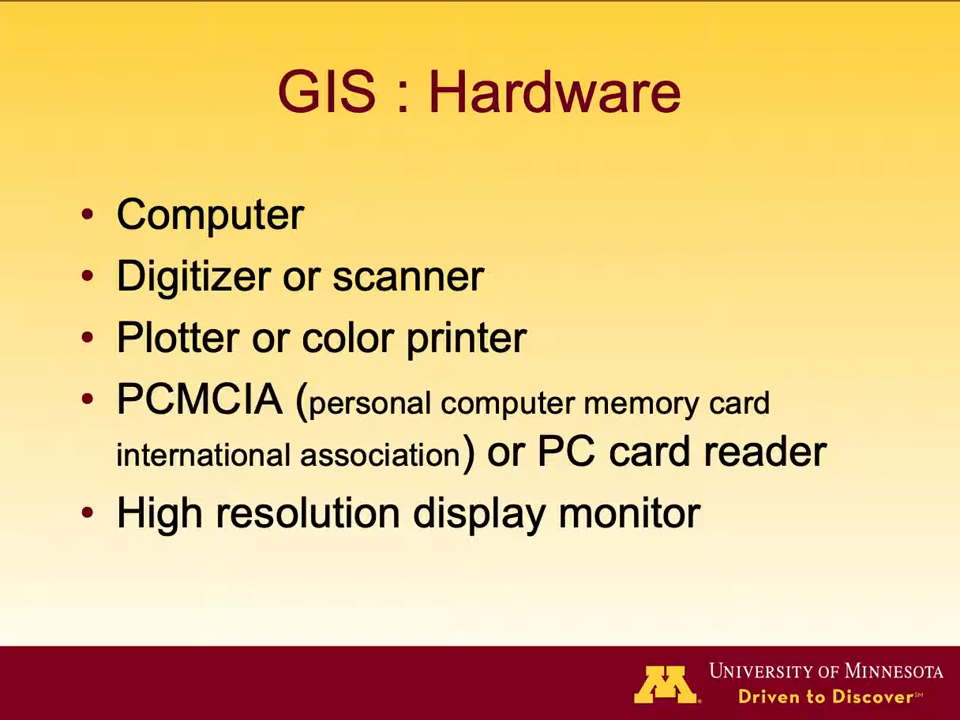 GIS : Hardware
• Computer
• Digitizer or scanner
• Plotter or color printer
• PCMCIA (personal computer memory card
international association) or PC card reader
• High resolution display monitor
M
UNIVERSITY OF MINNESOTA
Driven to Discover℠